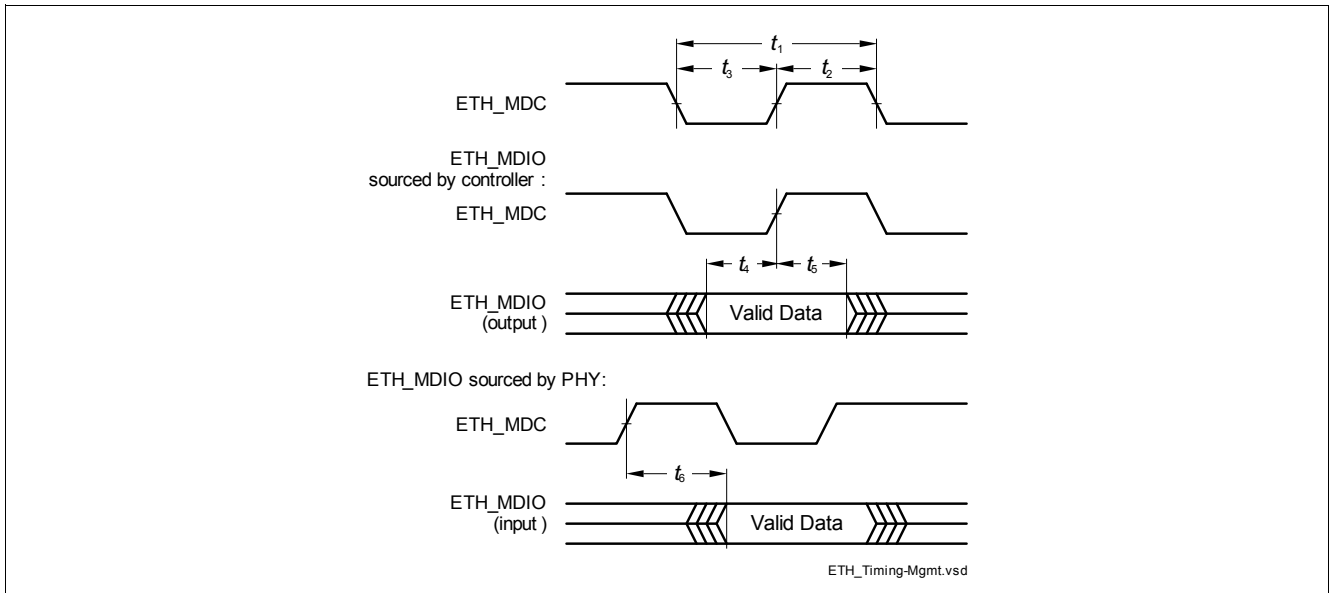 t1
t3
t2
ETH_MDC
ETH_MDIO
sourced by controller :
ETH_MDC
t4
t5
ETH_MDIO
(output )
Valid Data
ETH_MDIO sourced by PHY:
ETH_MDC
t6
ETH_MDIO
(input )
Valid Data
ETH_Timing-Mgmt.vsd